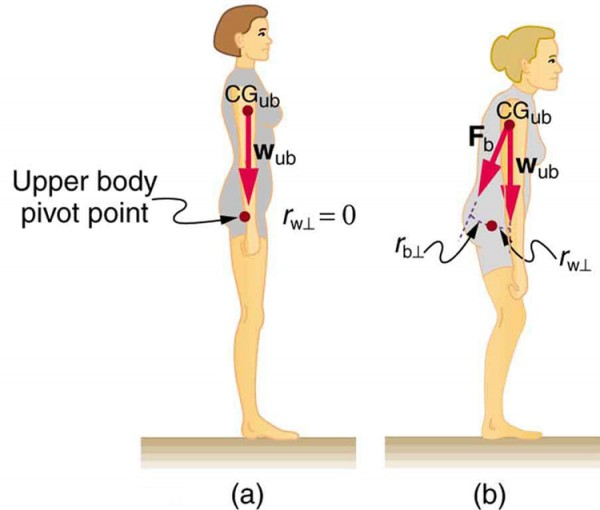 CGub
wub
Upper body
pivot point
rw⊥ = 0
(a)
CGub
Fb
wub
rb⊥
rw⊥
(b)